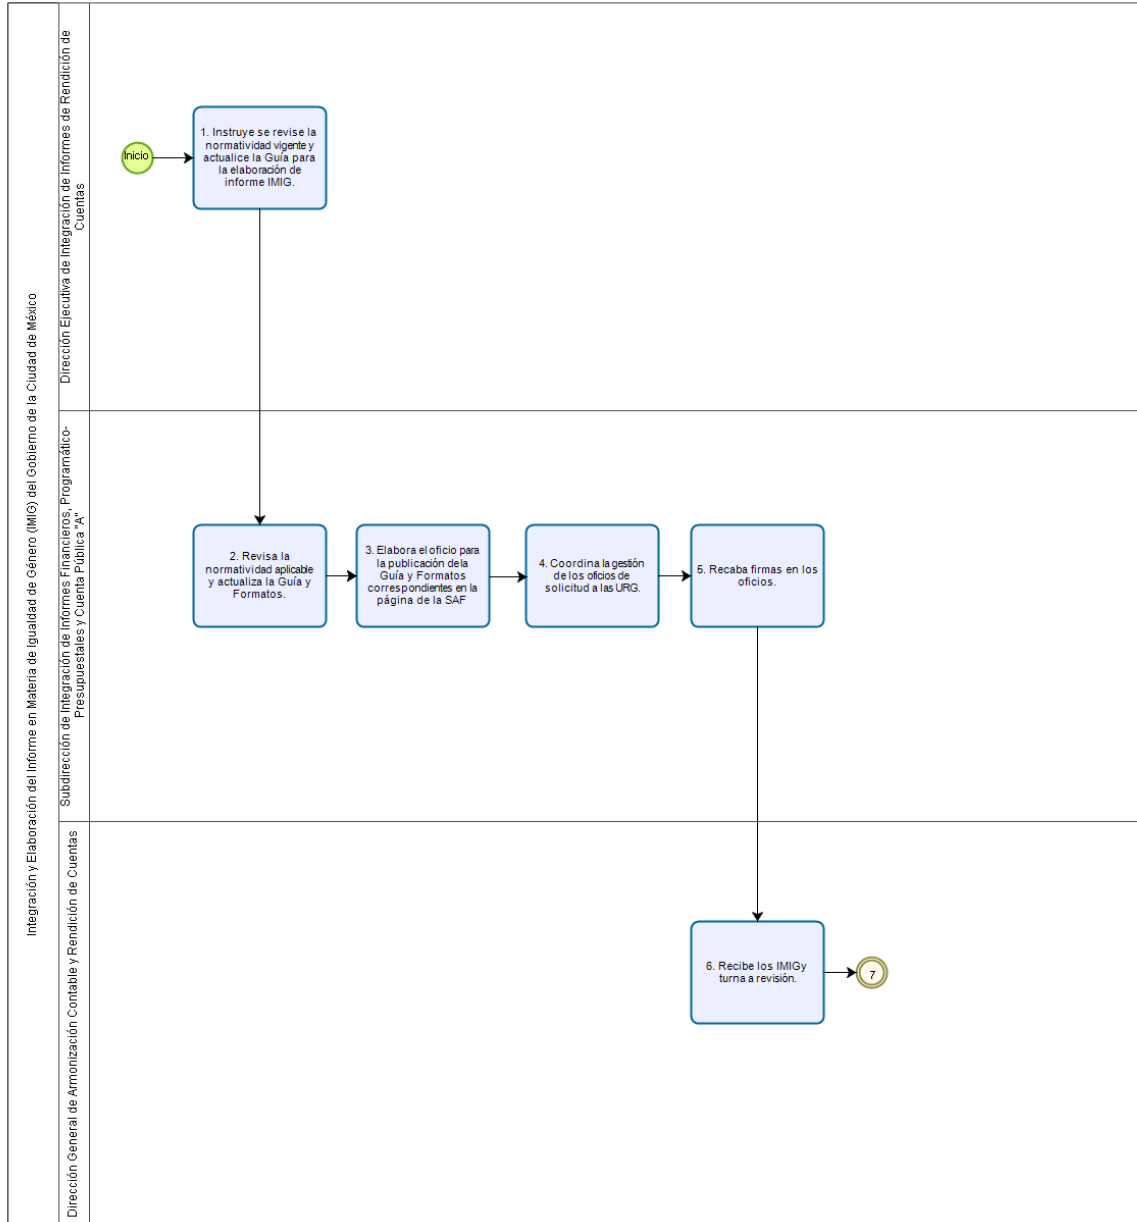 Integración y Elaboración del Informe en Materia de Igualdad de Género (IMIG) del Gobierno de la Ciudad de México
Dirección Ejecutiva de Integración de Informes de Rendición de
Cuentas
Inicio
1. Instruye se revise la
normatividad vigente y
actualice la Guía para
la elaboración de
informe IMIG.
Subdirección de Integración de Informes Financieros, Programático-
Presupuestales y Cuenta Pública "A"
2. Revisa la
normatividad aplicable
y actualiza la Guía y
Formatos.
3. Elabora el oficio para
la publicación de la
Guía y Formatos
correspondientes en la
página de la SAF
4. Coordina la gestión
de los oficios de
solicitud a las URG.
5. Recaba firmas en los
oficios.
Dirección General de Armonización Contable y Rendición de Cuentas
6. Recibe los IMIG y
turna a revisión.
7